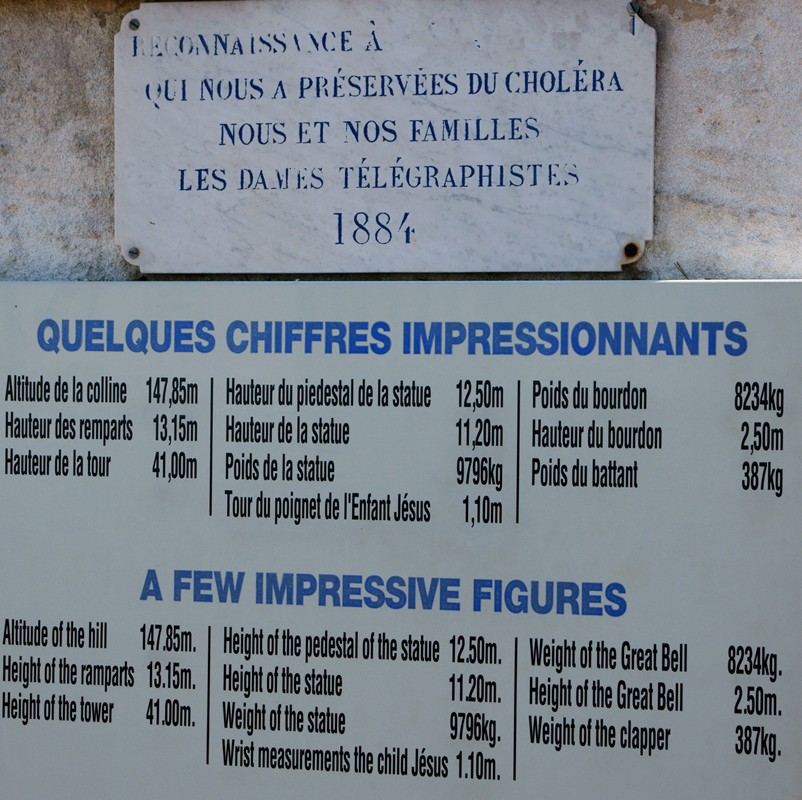 RECONNAISSANCE À
QUI NOUS A PRÉSERVÉES DU CHOLÉRA
NOUS ET NOS FAMILLES
LES DAMES TÉLÉGRAPHISTES
1884
QUELQUES CHIFFRES IMPRESSIONNANTS
Altitude de la colline 147,85m
Hauteur des remparts 13,15m
Hauteur de la tour 41,00m
Hauteur du piedestal de la statue 12,50m
Hauteur de la statue 11,20m
Poids de la statue 9796kg
Tour du poignet de l'Enfant Jésus 1,10m
Poids du bourdon 8234kg
Hauteur du bourdon 2,50m
Poids du battant 387kg
A FEW IMPRESSIVE FIGURES
Altitude of the hill 147.85m.
Height of the ramparts 13.15m.
Height of the tower 41.00m.
Height of the pedestal of the statue 12.50m.
Height of the statue 11.20m.
Weight of the statue 9796kg.
Wrist measurements the child Jésus 1.10m.
Weight of the Great Bell 8234kg.
Height of the Great Bell 2.50m.
Weight of the clapper 387kg.